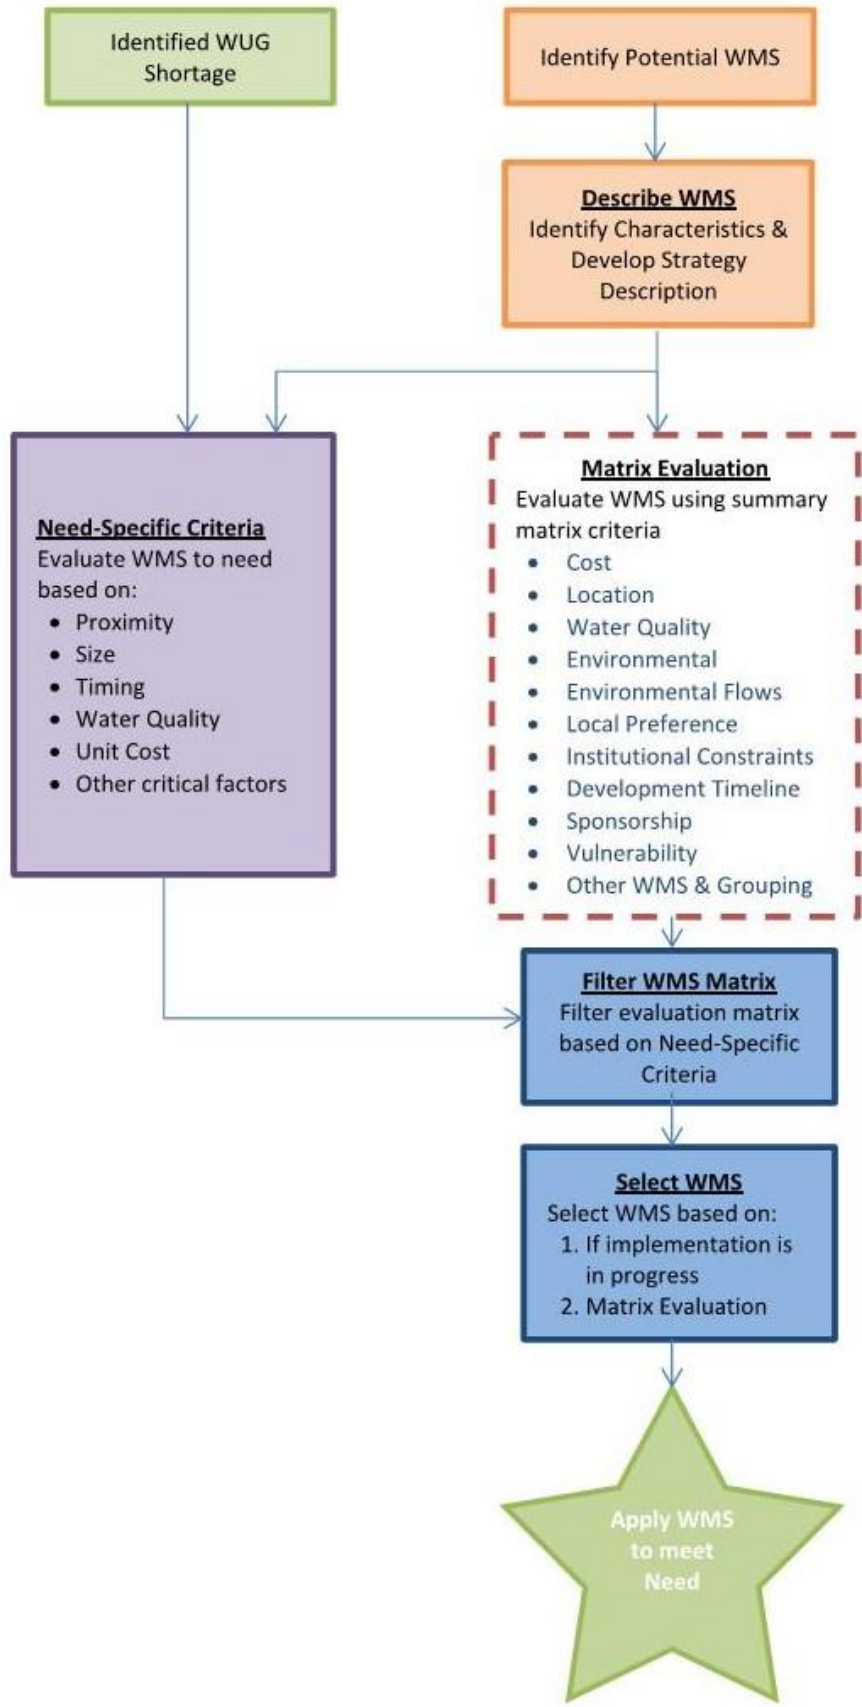 Identified WUG
Shortage
Identify Potential WMS
Describe WMS
Identify Characteristics &
Develop Strategy
Description
Need-Specific Criteria
Evaluate WMS to need
based on:
• Proximity
• Size
• Timing
• Water Quality
• Unit Cost
• Other critical factors
Matrix Evaluation
Evaluate WMS using summary
matrix criteria
• Cost
• Location
• Water Quality
• Environmental
• Environmental Flows
• Local Preference
• Institutional Constraints
• Development Timeline
• Sponsorship
• Vulnerability
• Other WMS & Grouping
Filter WMS Matrix
Filter evaluation matrix
based on Need-Specific
Criteria
Select WMS
Select WMS based on:
1. If implementation is
in progress
2. Matrix Evaluation
Apply WMS
to meet
Need